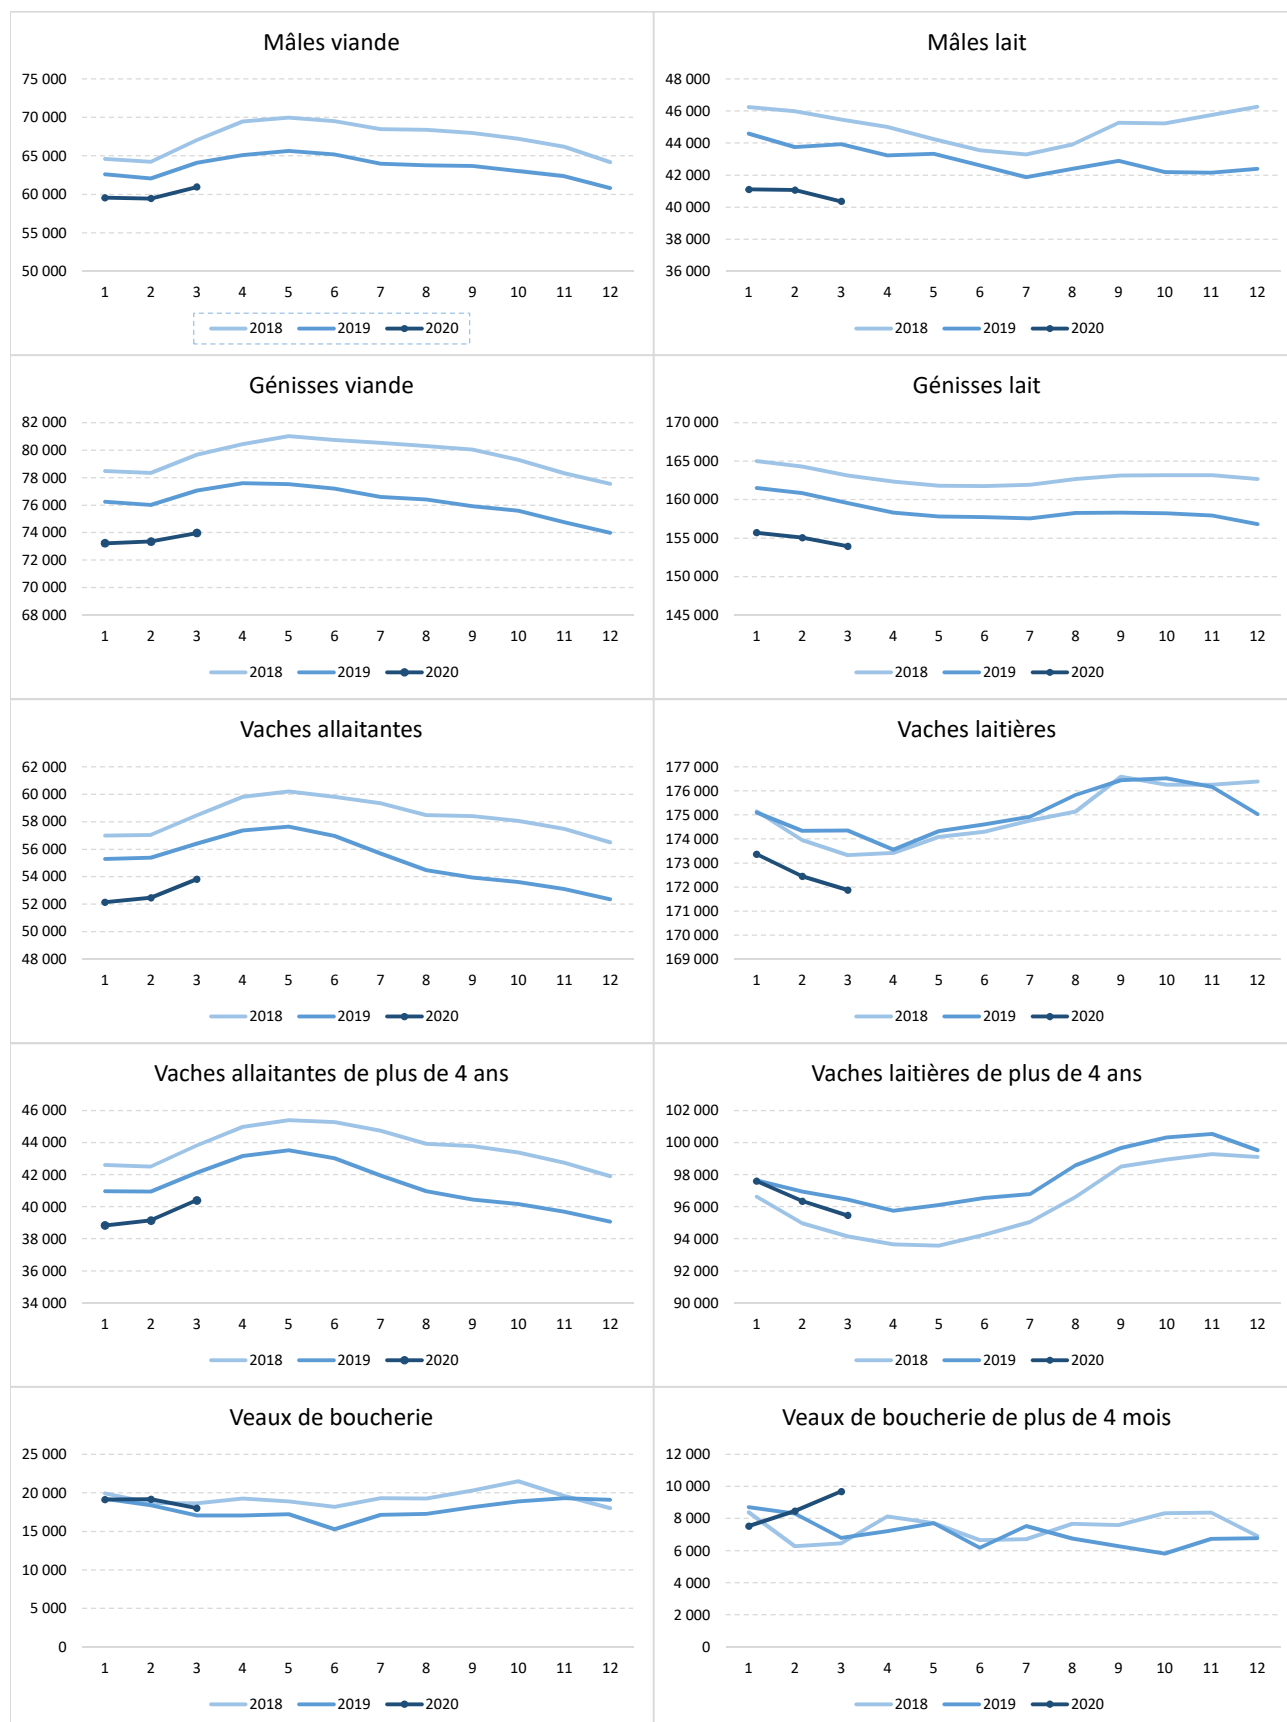 Mâles viande
75 000
70 000
65 000
60 000
55 000
50 000
1 2 3 4 5 6 7 8 9 10 11 12
2018 2019 2020
Mâles lait
48 000
46 000
44 000
42 000
40 000
38 000
36 000
1 2 3 4 5 6 7 8 9 10 11 12
2018 2019 2020
Génisses viande
82 000
80 000
78 000
76 000
74 000
72 000
70 000
68 000
1 2 3 4 5 6 7 8 9 10 11 12
2018 2019 2020
Génisses lait
170 000
165 000
160 000
155 000
150 000
145 000
1 2 3 4 5 6 7 8 9 10 11 12
2018 2019 2020
Vaches allaitantes
62 000
60 000
58 000
56 000
54 000
52 000
50 000
48 000
1 2 3 4 5 6 7 8 9 10 11 12
2018 2019 2020
Vaches laitières
177 000
176 000
175 000
174 000
173 000
172 000
171 000
170 000
169 000
1 2 3 4 5 6 7 8 9 10 11 12
2018 2019 2020
Vaches allaitantes de plus de 4 ans
46 000
44 000
42 000
40 000
38 000
36 000
34 000
1 2 3 4 5 6 7 8 9 10 11 12
2018 2019 2020
Vaches laitières de plus de 4 ans
102 000
100 000
98 000
96 000
94 000
92 000
90 000
1 2 3 4 5 6 7 8 9 10 11 12
2018 2019 2020
Veaux de boucherie
25 000
20 000
15 000
10 000
5 000
0
1 2 3 4 5 6 7 8 9 10 11 12
2018 2019 2020
Veaux de boucherie de plus de 4 mois
12 000
10 000
8 000
6 000
4 000
2 000
0
1 2 3 4 5 6 7 8 9 10 11 12
2018 2019 2020